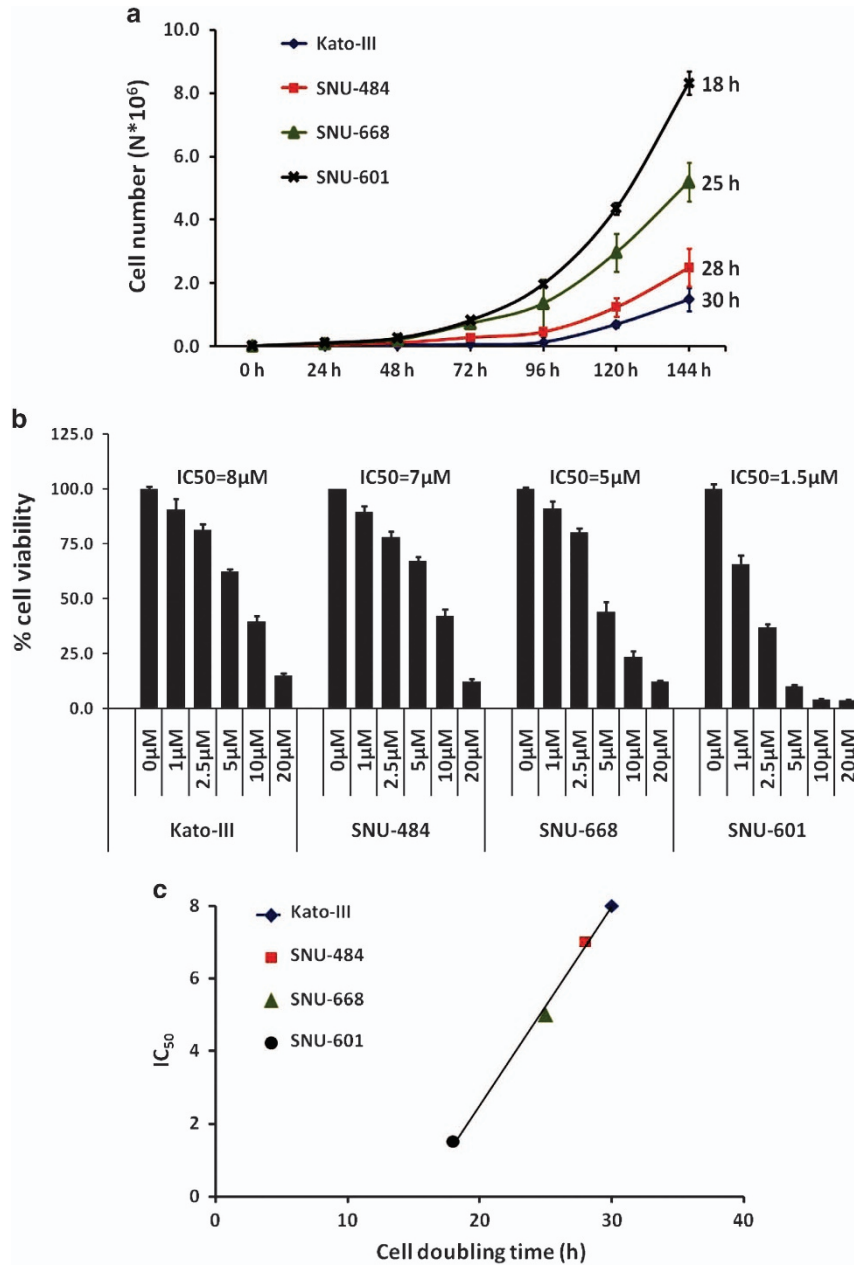 a
10.0
8.0
6.0
4.0
2.0
0.0
Cell number (N*10⁶)
Kato-III
SNU-484
SNU-668
SNU-601
18 h
25 h
28 h
30 h
0 h 24 h 48 h 72 h 96 h 120 h 144 h
b
125.0
100.0
75.0
50.0
25.0
0.0
% cell viability
IC50=8µM IC50=7µM IC50=5µM IC50=1.5µM
0µM 1µM 2.5µM 5µM 10µM 20µM 0µM 1µM 2.5µM 5µM 10µM 20µM 0µM 1µM 2.5µM 5µM 10µM 20µM 0µM 1µM 2.5µM 5µM 10µM 20µM
Kato-III SNU-484 SNU-668 SNU-601
c
8
6
4
2
0
IC₅₀
Kato-III
SNU-484
SNU-668
SNU-601
0 10 20 30 40
Cell doubling time (h)